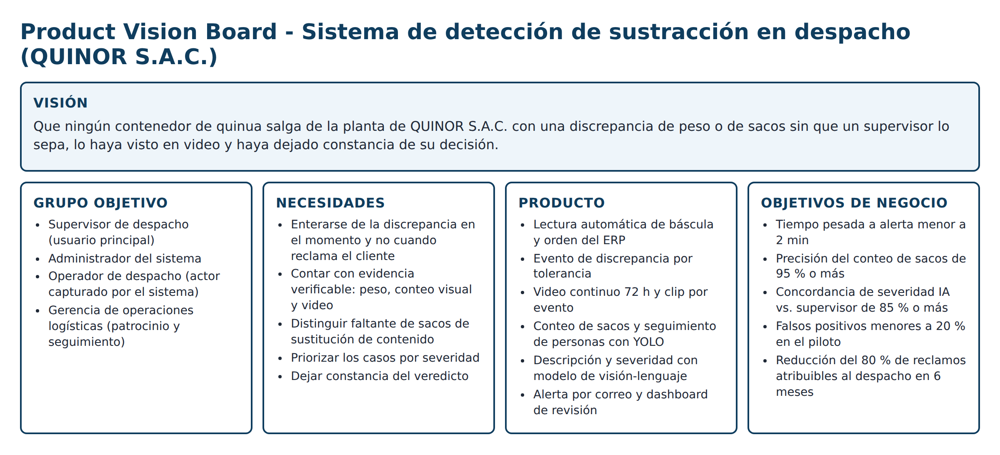 Product Vision Board - Sistema de detección de sustracción en despacho
(QUINOR S.A.C.)
VISIÓN
Que ningún contenedor de quinua salga de la planta de QUINOR S.A.C. con una discrepancia de peso o de sacos sin que un supervisor lo
sepa, lo haya visto en video y haya dejado constancia de su decisión.
GRUPO OBJETIVO
• Supervisor de despacho
(usuario principal)
• Administrador del sistema
• Operador de despacho (actor
capturado por el sistema)
• Gerencia de operaciones
logísticas (patrocinio y
seguimiento)
NECESIDADES
• Enterarse de la discrepancia en
el momento y no cuando
reclama el cliente
• Contar con evidencia
verificable: peso, conteo visual
y video
• Distinguir faltante de sacos de
sustitución de contenido
• Priorizar los casos por severidad
• Dejar constancia del veredicto
PRODUCTO
• Lectura automática de báscula
y orden del ERP
• Evento de discrepancia por
tolerancia
• Video continuo 72 h y clip por
evento
• Conteo de sacos y seguimiento
de personas con YOLO
• Descripción y severidad con
modelo de visión-lenguaje
• Alerta por correo y dashboard
de revisión
OBJETIVOS DE NEGOCIO
• Tiempo pesada a alerta menor a
2 min
• Precisión del conteo de sacos de
95 % o más
• Concordancia de severidad IA
vs. supervisor de 85 % o más
• Falsos positivos menores a 20 %
en el piloto
• Reducción del 80 % de reclamos
atribuibles al despacho en 6
meses